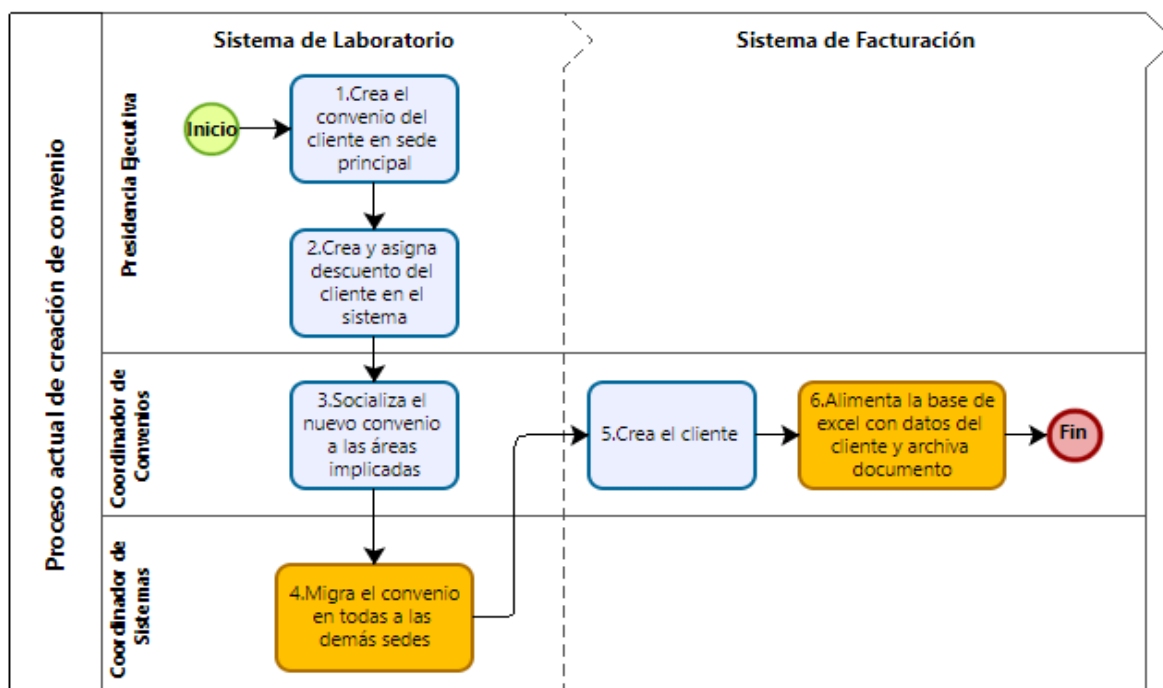 Proceso actual de creación de convenio
Sistema de Laboratorio
Sistema de Facturación
Presidencia Ejecutiva
Inicio
1.Crea el
convenio del
cliente en sede
principal
2.Crea y asigna
descuento del
cliente en el
sistema
Coordinador de
Convenios
3.Socializa el
nuevo convenio
a las áreas
implicadas
5.Crea el cliente
6.Alimenta la base de
excel con datos del
cliente y archiva
documento
Fin
Coordinador de
Sistemas
4.Migra el convenio
en todas a las
demás sedes